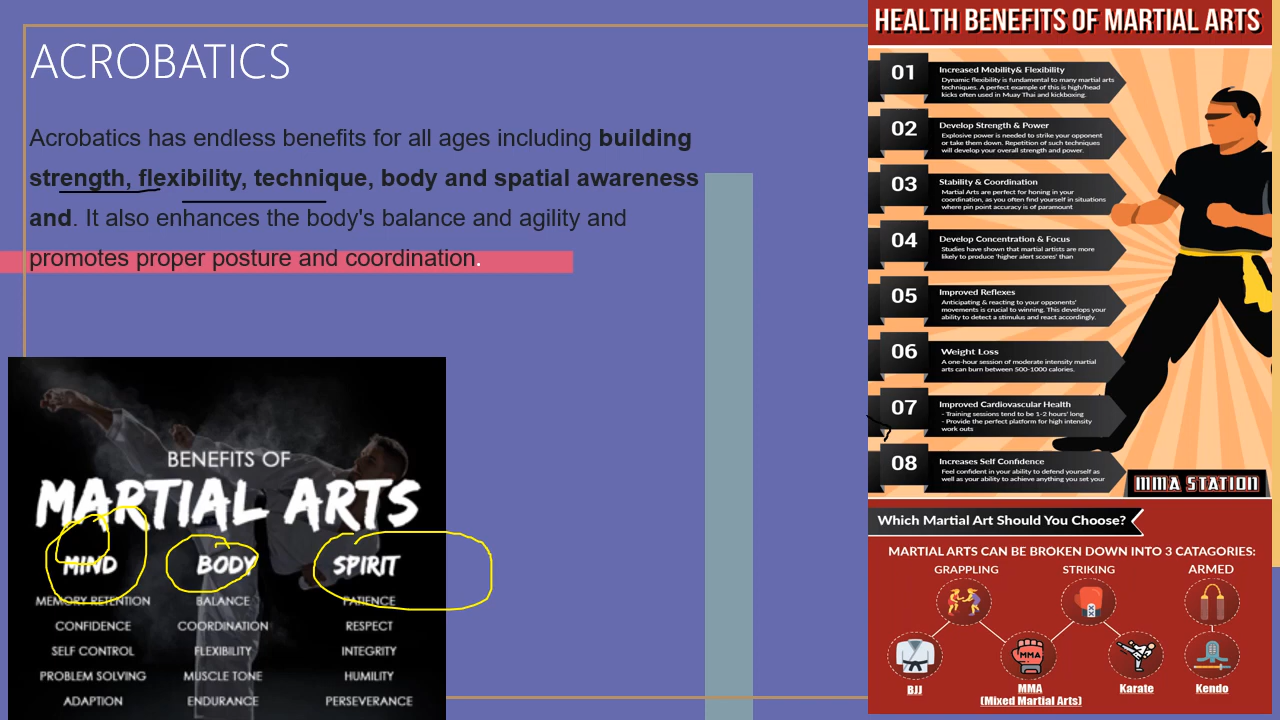 ACROBATICS
Acrobatics has endless benefits for all ages including building
strength, flexibility, technique, body and spatial awareness
and. It also enhances the body's balance and agility and
promotes proper posture and coordination.
BENEFITS OF
MARTIAL ARTS
MIND BODY SPIRIT
MEMORY RETENTION BALANCE PATIENCE
CONFIDENCE COORDINATION RESPECT
SELF CONTROL FLEXIBILITY INTEGRITY
PROBLEM SOLVING MUSCLE TONE HUMILITY
ADAPTION ENDURANCE PERSEVERANCE
HEALTH BENEFITS OF MARTIAL ARTS
01
Increased Mobility& Flexibility
Dynamic flexibility is fundamental to many martial arts
techniques. A perfect example of this is high/head
kicks often used in Muay Thai and kickboxing.
02
Develop Strength & Power
Explosive power is needed to strike your opponent
or take them down. Repetition of such techniques
will develop your overall strength and power.
03
Stability & Coordination
Martial Arts are perfect for honing in your
coordination, as you often find yourself in situations
where pin point accuracy is of paramount
04
Develop Concentration & Focus
Studies have shown that martial artists are more
likely to produce 'higher alert scores' than
05
Improved Reflexes
Anticipating & reacting to your opponents'
movements is crucial to winning. This develops your
ability to detect a stimulus and react accordingly.
06
Weight Loss
A one-hour session of moderate intensity martial
arts can burn between 500-1000 calories.
07
Improved Cardiovascular Health
- Training sessions tend to be 1-2 hours' long
- Provide the perfect platform for high intensity
work outs
08
Increases Self Confidence
Feel confident in your ability to defend yourself as
well as your ability to achieve anything you set your
MMA STATION
Which Martial Art Should You Choose?
MARTIAL ARTS CAN BE BROKEN DOWN INTO 3 CATAGORIES:
GRAPPLING STRIKING ARMED
MMA
BJJ MMA Karate Kendo
(Mixed Martial Arts)